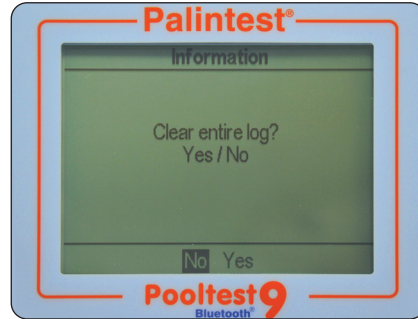 Palintest®
Information
Clear entire log?
Yes / No
No Yes
Pooltest 9
Bluetooth®